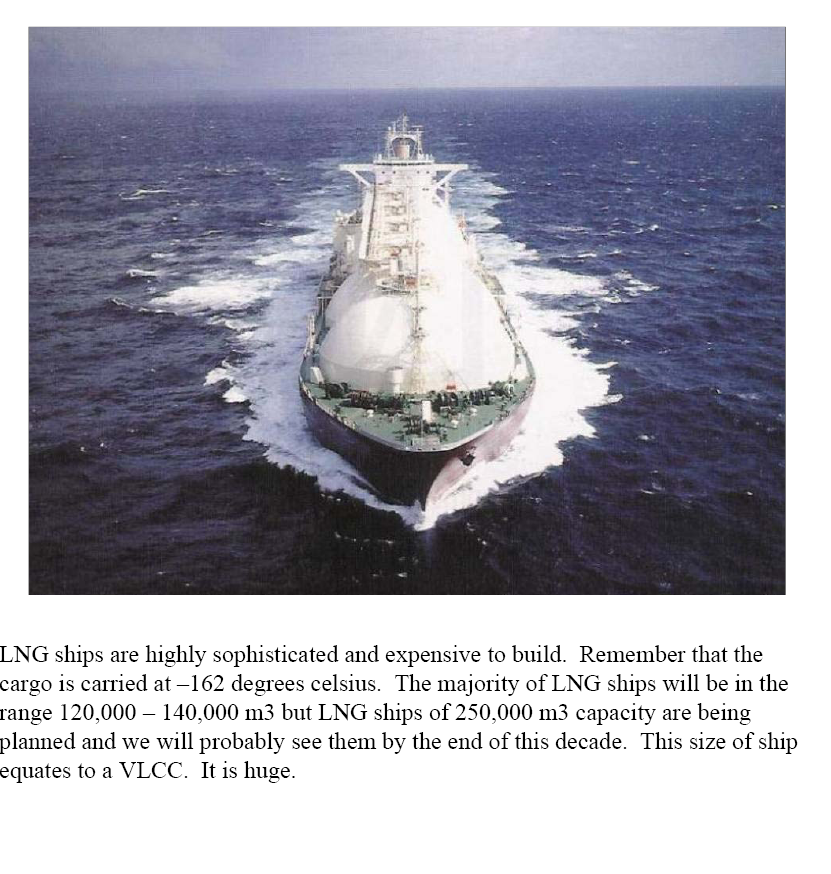 LNG ships are highly sophisticated and expensive to build.  Remember that the
cargo is carried at –162 degrees celsius.  The majority of LNG ships will be in the
range 120,000 – 140,000 m3 but LNG ships of 250,000 m3 capacity are being
planned and we will probably see them by the end of this decade.  This size of ship
equates to a VLCC.  It is huge.